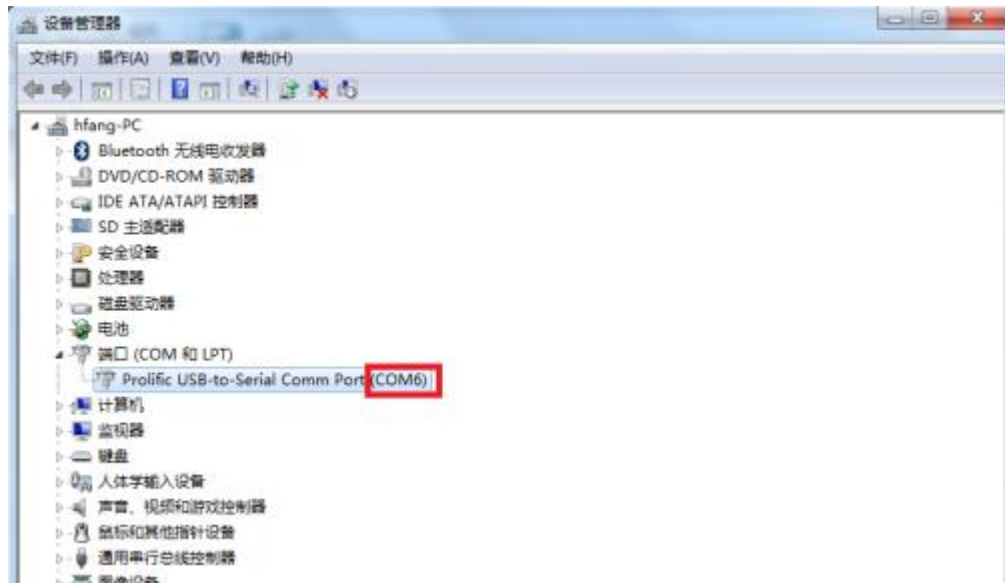 设备管理器
文件(F) 操作(A) 查看(V) 帮助(H)
hfang-PC
Bluetooth 无线电收发器
DVD/CD-ROM 驱动器
IDE ATA/ATAPI 控制器
SD 主适配器
安全设备
处理器
磁盘驱动器
电池
端口 (COM 和 LPT)
Prolific USB-to-Serial Comm Port (COM6)
计算机
监视器
键盘
人体学输入设备
声音、视频和游戏控制器
鼠标和其他指针设备
通用串行总线控制器
图像设备